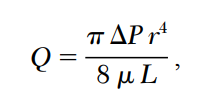 Q = π ΔP r⁴ / 8 μ L ,